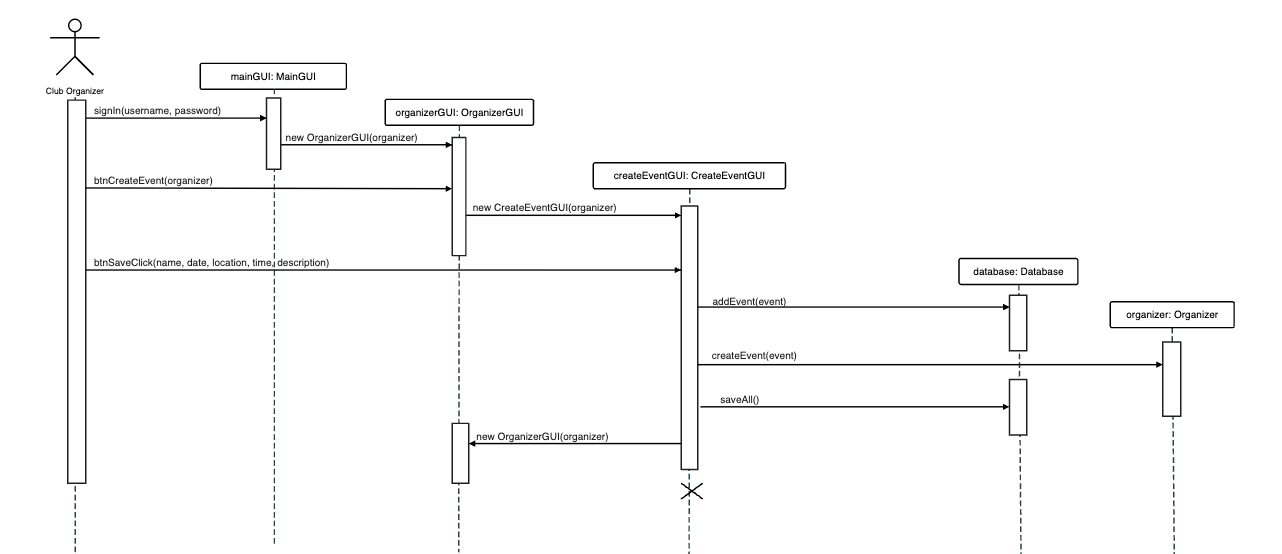 Club Organizer
mainGUI: MainGUI
organizerGUI: OrganizerGUI
signIn(username, password)
new OrganizerGUI(organizer)
createEventGUI: CreateEventGUI
btnCreateEvent(organizer)
new CreateEventGUI(organizer)
btnSaveClick(name, date, location, time, description)
database: Database
addEvent(event)
organizer: Organizer
createEvent(event)
saveAll()
new OrganizerGUI(organizer)